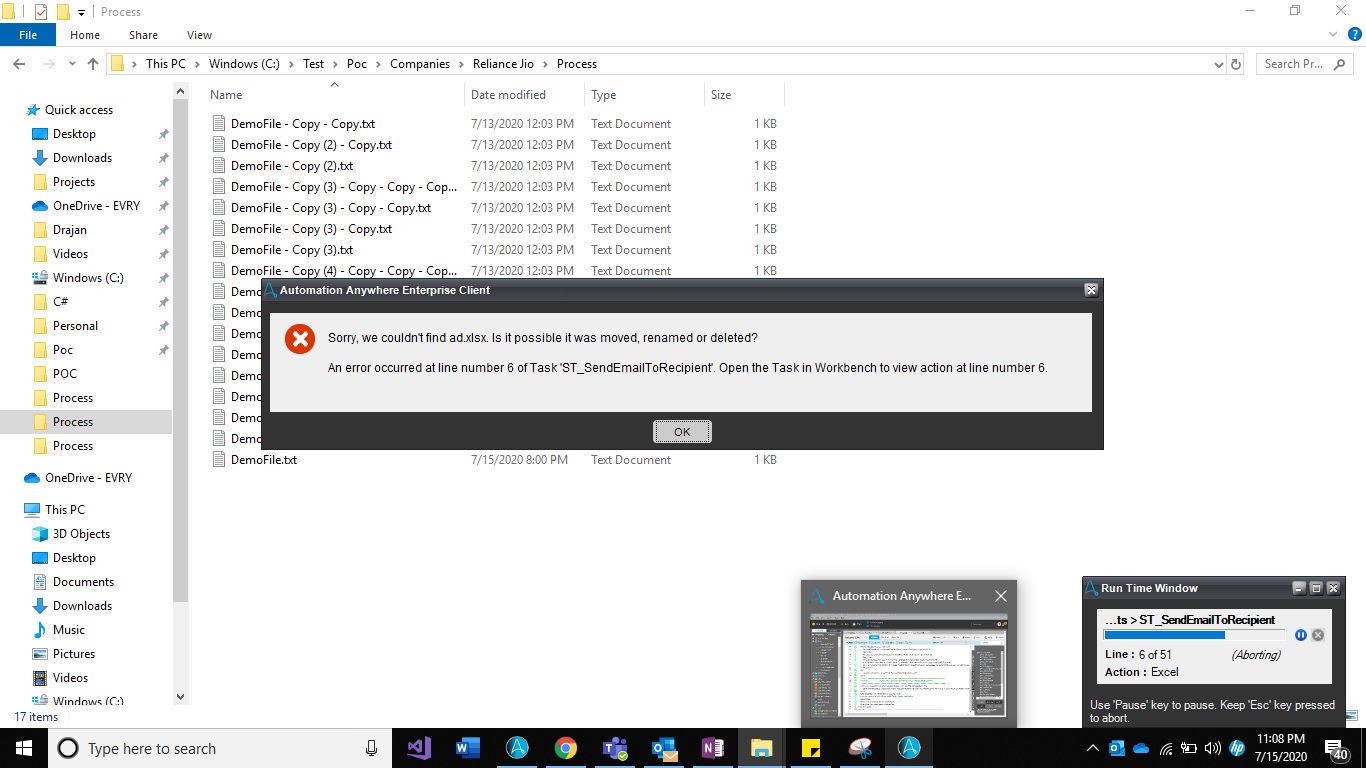 Process
File Home Share View
This PC Windows (C:) Test Poc Companies Reliance Jio Process
Search Pr...
Name Date modified Type Size
Quick access
Desktop
Downloads
Projects
OneDrive - EVRY
Drajan
Videos
Windows (C:)
C#
Personal
Poc
POC
Process
Process
Process
OneDrive - EVRY
This PC
3D Objects
Desktop
Documents
Downloads
Music
Pictures
Videos
Windows (C:)
17 items
DemoFile - Copy - Copy.txt 7/13/2020 12:03 PM Text Document 1 KB
DemoFile - Copy (2) - Copy.txt 7/13/2020 12:03 PM Text Document 1 KB
DemoFile - Copy (2).txt 7/13/2020 12:03 PM Text Document 1 KB
DemoFile - Copy (3) - Copy - Copy - Cop... 7/13/2020 12:03 PM Text Document 1 KB
DemoFile - Copy (3) - Copy - Copy.txt 7/13/2020 12:03 PM Text Document 1 KB
DemoFile - Copy (3) - Copy.txt 7/13/2020 12:03 PM Text Document 1 KB
DemoFile - Copy (3).txt 7/13/2020 12:03 PM Text Document 1 KB
DemoFile - Copy (4) - Copy - Copy - Cop... 7/13/2020 12:03 PM Text Document 1 KB
Demo
Demo
Demo
Demo
Demo
Demo
Demo
Demo
DemoFile.txt 7/15/2020 8:00 PM Text Document 1 KB
Automation Anywhere Enterprise Client
Sorry, we couldn't find ad.xlsx. Is it possible it was moved, renamed or deleted?
An error occurred at line number 6 of Task 'ST_SendEmailToRecipient'. Open the Task in Workbench to view action at line number 6.
OK
Automation Anywhere E...
Run Time Window
...ts > ST_SendEmailToRecipient
Line : 6 of 51 (Aborting)
Action : Excel
Use 'Pause' key to pause. Keep 'Esc' key pressed
to abort.
Type here to search
11:08 PM
7/15/2020
40